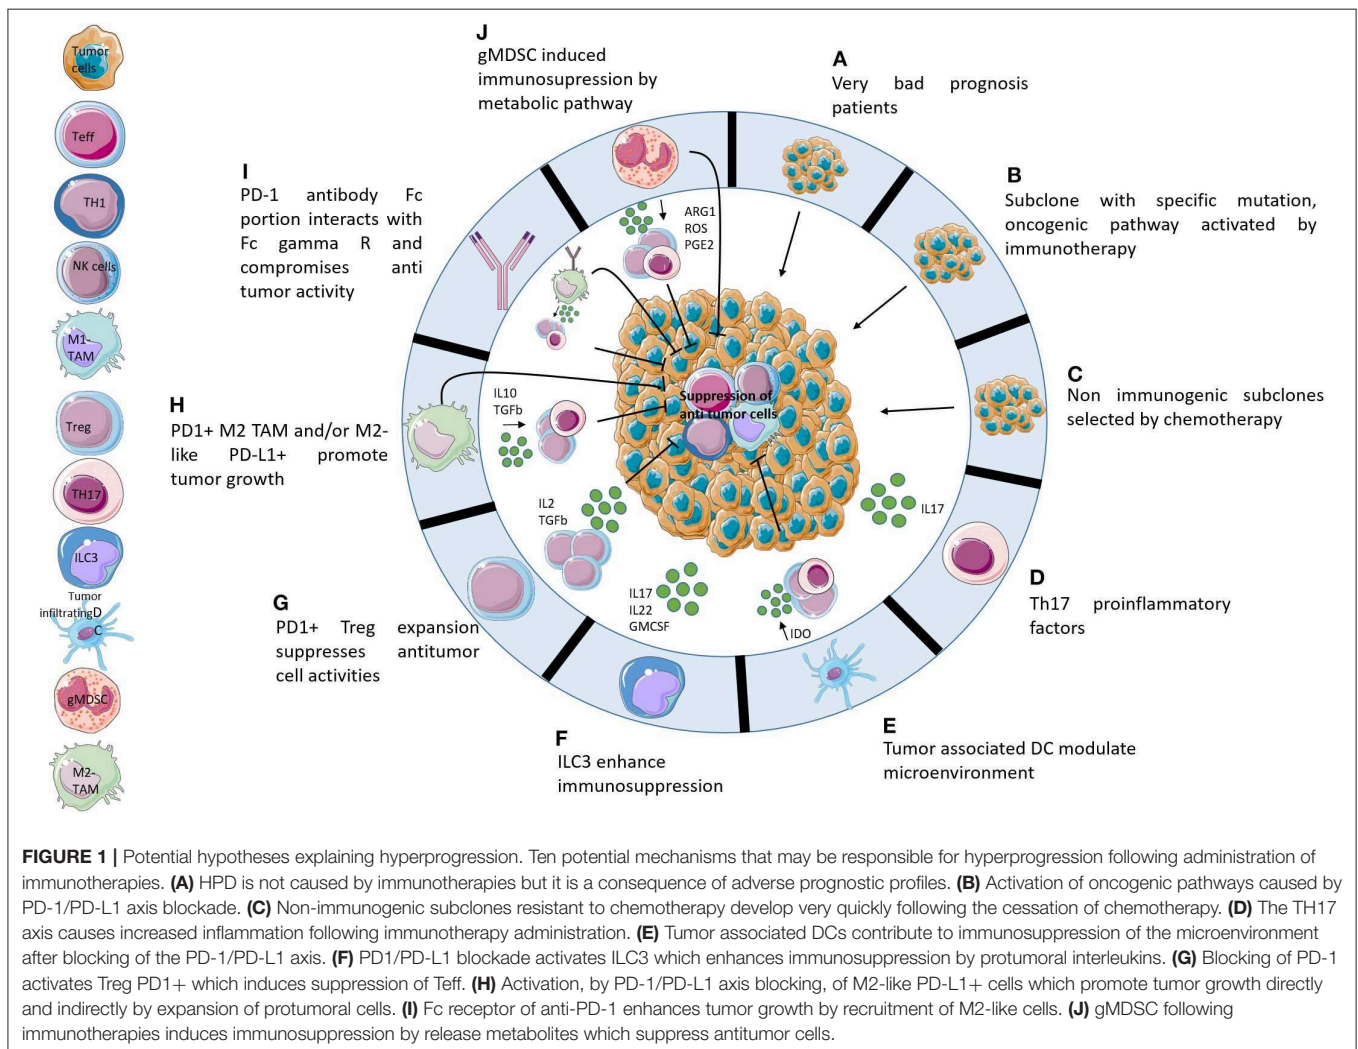 Tumor
cells
Teff
TH1
NK cells
M1-
TAM
Treg
TH17
ILC3
Tumor
infiltratingD
C
gMDSC
M2-
TAM
J
gMDSC induced
immunosupression by
metabolic pathway
A
Very bad prognosis
patients
I
PD-1 antibody Fc
portion interacts with
Fc gamma R and
compromises anti
tumor activity
B
Subclone with specific mutation,
oncogenic pathway activated by
immunotherapy
ARG1
ROS
PGE2
C
Non immunogenic subclones
selected by chemotherapy
H
PD1+ M2 TAM and/or M2-
like PD-L1+ promote
tumor growth
IL10
TGFb
Suppression of
anti tumor cells
IL2
TGFb
IL17
IL17
IL22
GMCSF
IDO
D
Th17 proinflammatory
factors
G
PD1+ Treg expansion
suppresses antitumor
cell activities
F
ILC3 enhance
immunosuppression
E
Tumor associated DC modulate
microenvironment
FIGURE 1 | Potential hypotheses explaining hyperprogression. Ten potential mechanisms that may be responsible for hyperprogression following administration of
immunotherapies. (A) HPD is not caused by immunotherapies but it is a consequence of adverse prognostic profiles. (B) Activation of oncogenic pathways caused by
PD-1/PD-L1 axis blockade. (C) Non-immunogenic subclones resistant to chemotherapy develop very quickly following the cessation of chemotherapy. (D) The TH17
axis causes increased inflammation following immunotherapy administration. (E) Tumor associated DCs contribute to immunosupression of the microenvironment
after blocking of the PD-1/PD-L1 axis. (F) PD1/PD-L1 blockade activates ILC3 which enhances immunosuppression by protumoral interleukins. (G) Blocking of PD-1
activates Treg PD1+ which induces suppression of Teff. (H) Activation, by PD-1/PD-L1 axis blocking, of M2-like PD-L1+ cells which promote tumor growth directly
and indirectly by expansion of protumoral cells. (I) Fc receptor of anti-PD-1 enhances tumor growth by recruitment of M2-like cells. (J) gMDSC following
immunotherapies induces immunosuppression by release metabolites which suppress antitumor cells.